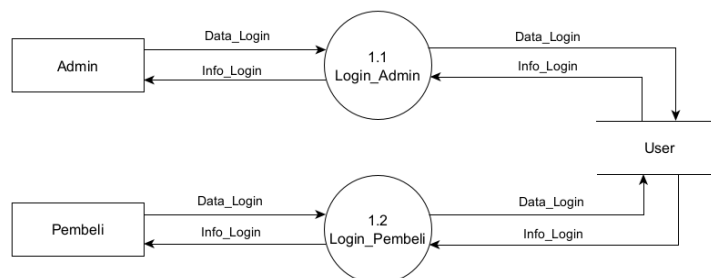 Data_Login
Data_Login
1.1
Admin
Login_Admin
Info_Login
Info_Login
User
Data_Login
Data_Login
1.2
Pembeli
Login_Pembeli
Info_Login
Info_Login